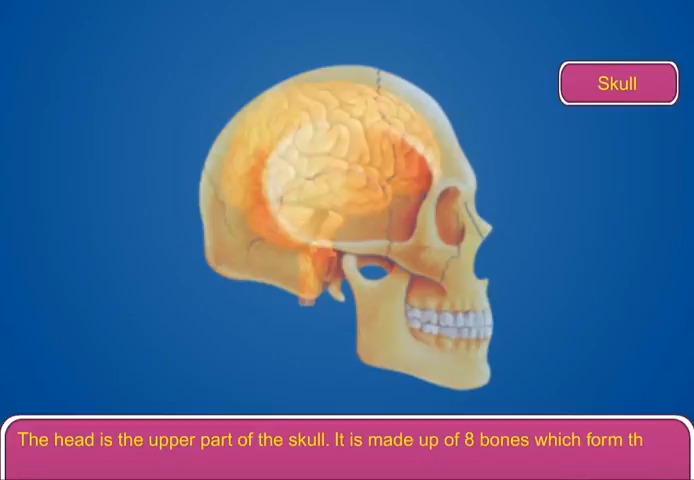 Skull
The head is the upper part of the skull. It is made up of 8 bones which form th